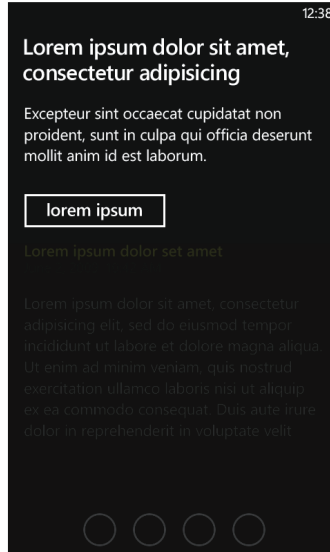 12:38
Lorem ipsum dolor sit amet,
consectetur adipisicing
Excepteur sint occaecat cupidatat non
proident, sunt in culpa qui officia deserunt
mollit anim id est laborum.
lorem ipsum
Lorem ipsum dolor set amet
Lorem ipsum dolor sit amet, consectetur
adipisicing elit, sed do eiusmod tempor
incididunt ut labore et dolore magna aliqua.
Ut enim ad minim veniam, quis nostrud
exercitation ullamco laboris nisi ut aliquip
ex ea commodo consequat. Duis aute irure
dolor in reprehenderit in voluptate velit